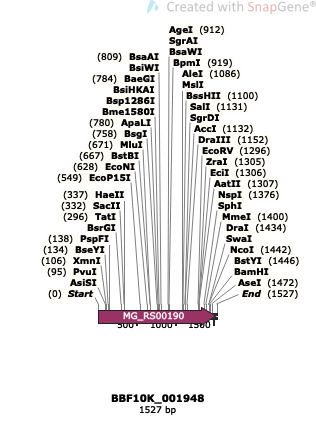 Created with SnapGene®
AgeI (912)
SgrAI
BsaWI
BpmI (919)
AleI (1086)
MslI
BssHII (1100)
SalI (1131)
SgrDI
AccI (1132)
DraIII (1152)
EcoRV (1296)
ZraI (1305)
EciI (1306)
AatII (1307)
NspI (1376)
SphI
MmeI (1400)
DraI (1434)
SwaI
NcoI (1442)
BstYI (1446)
BamHI
AseI (1472)
End (1527)
(809) BsaAI
BsiWI
(784) BaeGI
BsiHKAI
Bsp1286I
Bme1580I
(780) ApaLI
(758) BsgI
(671) MluI
(667) BstBI
(628) EcoNI
(549) EcoP15I
(337) HaeII
(332) SacII
(296) TatI
BsrGI
(138) PspFI
(134) BseYI
(106) XmnI
(95) PvuI
AsiSI
(0) Start
MG_RS00190
500 1000 1500
BBF10K_001948
1527 bp